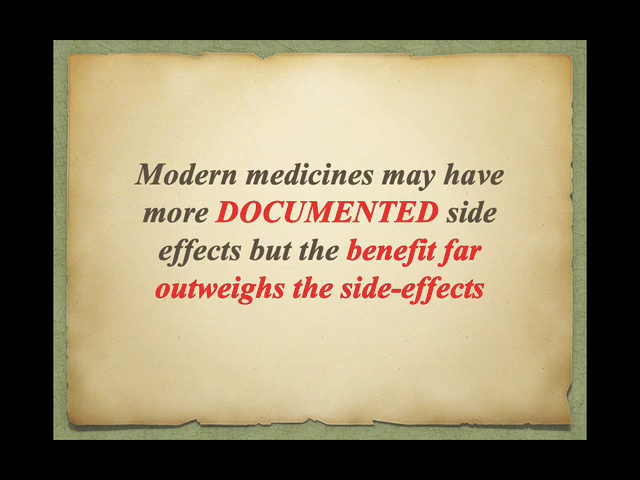 Modern medicines may have
more DOCUMENTED side
effects but the benefit far
outweighs the side-effects